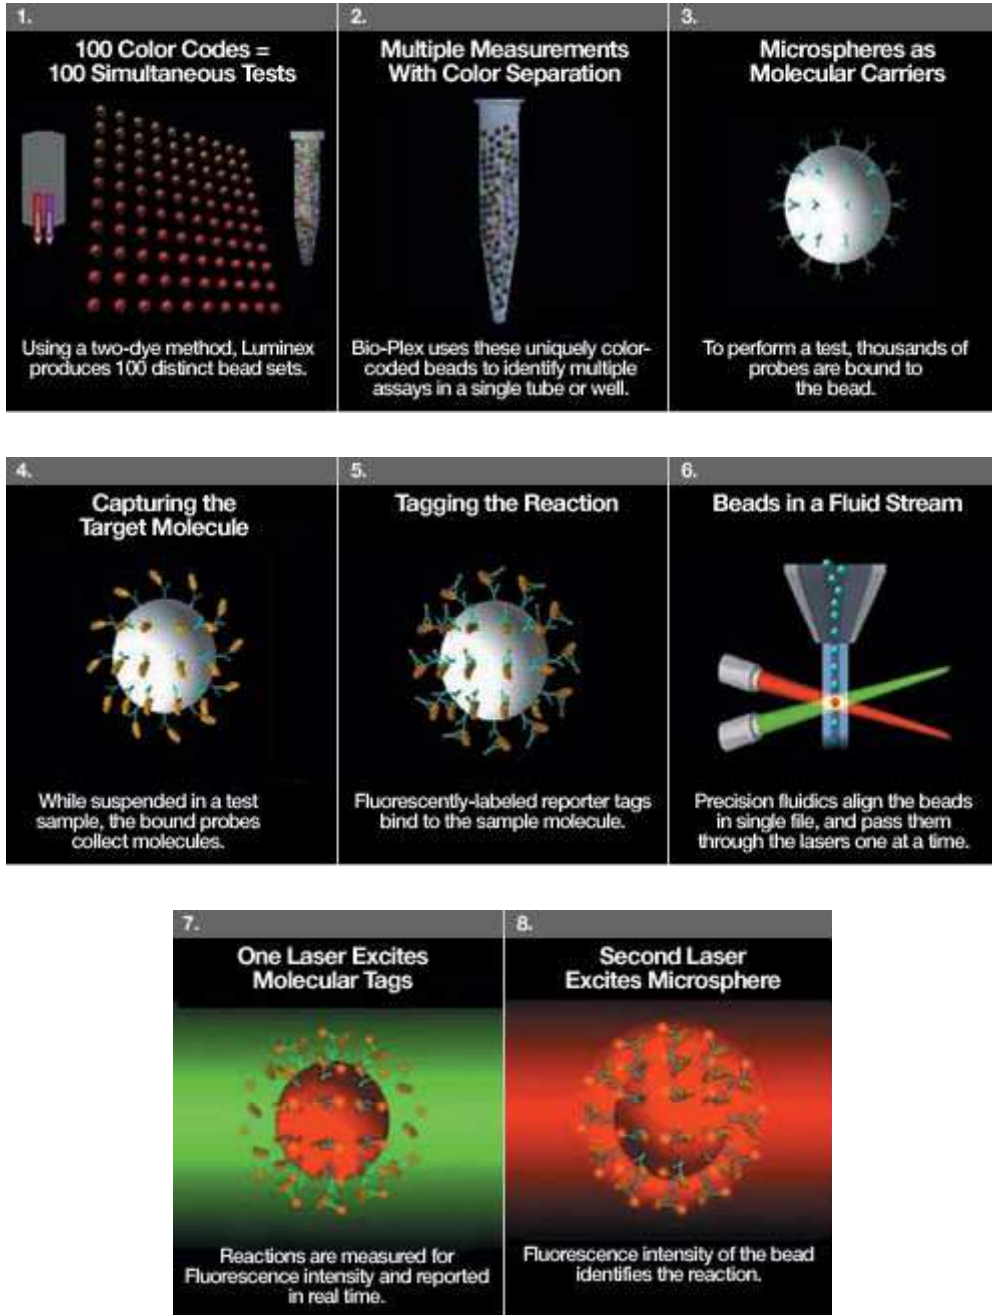 1.
100 Color Codes =
100 Simultaneous Tests
Using a two-dye method, Luminex
produces 100 distinct bead sets.
2.
Multiple Measurements
With Color Separation
Bio-Plex uses these uniquely color-
coded beads to identify multiple
assays in a single tube or well.
3.
Microspheres as
Molecular Carriers
To perform a test, thousands of
probes are bound to
the bead.
4.
Capturing the
Target Molecule
While suspended in a test
sample, the bound probes
collect molecules.
5.
Tagging the Reaction
Fluorescently-labeled reporter tags
bind to the sample molecule.
6.
Beads in a Fluid Stream
Precision fluidics align the beads
in single file, and pass them
through the lasers one at a time.
7.
One Laser Excites
Molecular Tags
Reactions are measured for
Fluorescence intensity and reported
in real time.
8.
Second Laser
Excites Microsphere
Fluorescence intensity of the bead
identifies the reaction.